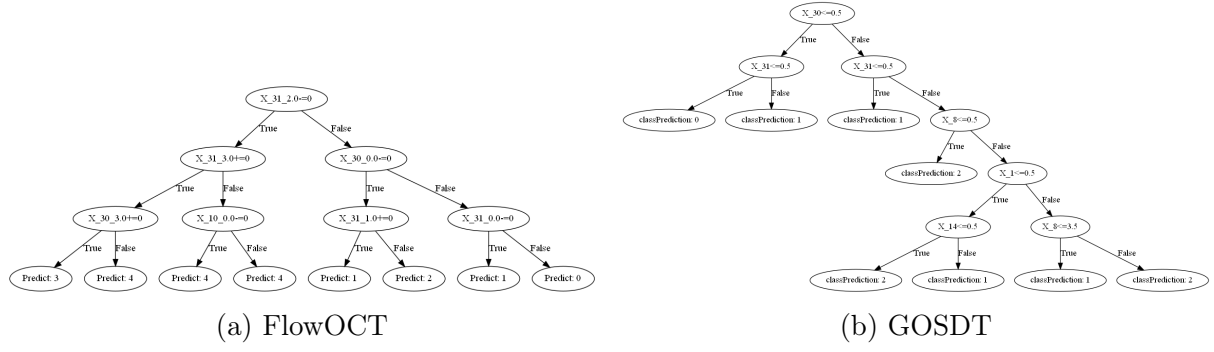 X_31_2.0-=0
True
False
X_31_3.0+=0
X_30_0.0-=0
True
False
True
False
X_30_3.0+=0
X_10_0.0-=0
X_31_1.0+=0
X_31_0.0-=0
True
False
True
False
True
False
True
False
Predict: 3
Predict: 4
Predict: 4
Predict: 4
Predict: 1
Predict: 2
Predict: 1
Predict: 0
(a) FlowOCT
X_30<=0.5
True
False
X_31<=0.5
X_31<=0.5
True
False
True
False
classPrediction: 0
classPrediction: 1
classPrediction: 1
X_8<=0.5
True
False
classPrediction: 2
X_1<=0.5
True
False
X_14<=0.5
X_8<=3.5
True
False
True
False
classPrediction: 2
classPrediction: 1
classPrediction: 1
classPrediction: 2
(b) GOSDT